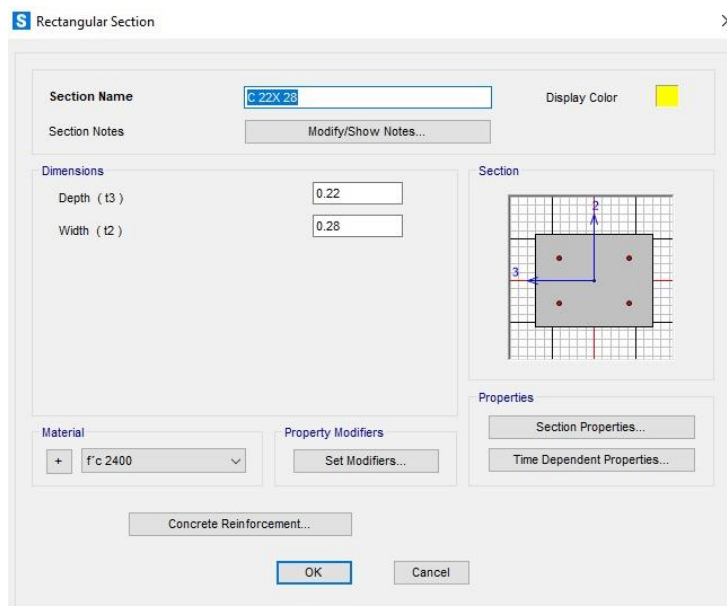 S Rectangular Section
Section Name C 22X 28 Display Color
Section Notes Modify/Show Notes...
Dimensions
Depth ( t3 ) 0.22
Width ( t2 ) 0.28
Section
2
3
Properties
Section Properties...
Time Dependent Properties...
Material
+ f´c 2400
Property Modifiers
Set Modifiers...
Concrete Reinforcement...
OK Cancel